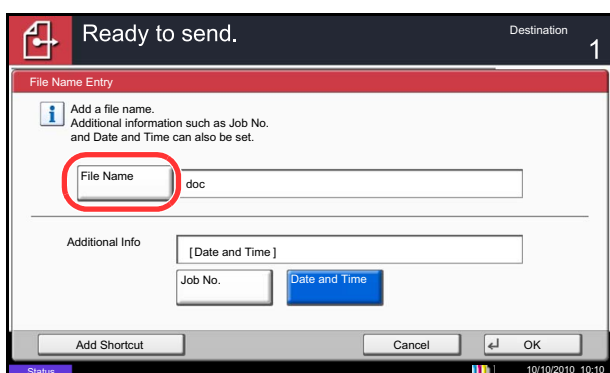 Ready to send.
Destination
1
File Name Entry
Add a file name.
Additional information such as Job No.
and Date and Time can also be set.
File Name
doc
Additional Info
[Date and Time]
Job No.
Date and Time
Add Shortcut
Cancel
OK
Status
10/10/2010 10:10